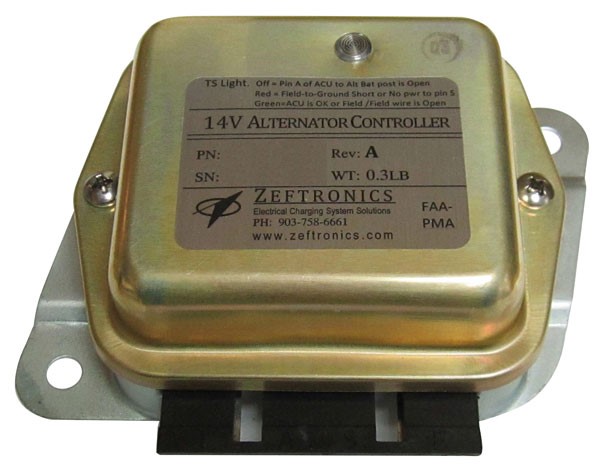 TS Light. Off = Pin A of ACU to Alt Bat post is Open
Red = Field-to-Ground Short or No pwr to pin S
Green=ACU is OK or Field /Field wire is Open
14V ALTERNATOR CONTROLLER
PN: Rev: A
SN: WT: 0.3LB
ZEFTRONICS
Electrical Charging System Solutions
PH: 903-758-6661
www.zeftronics.com
FAA-
PMA